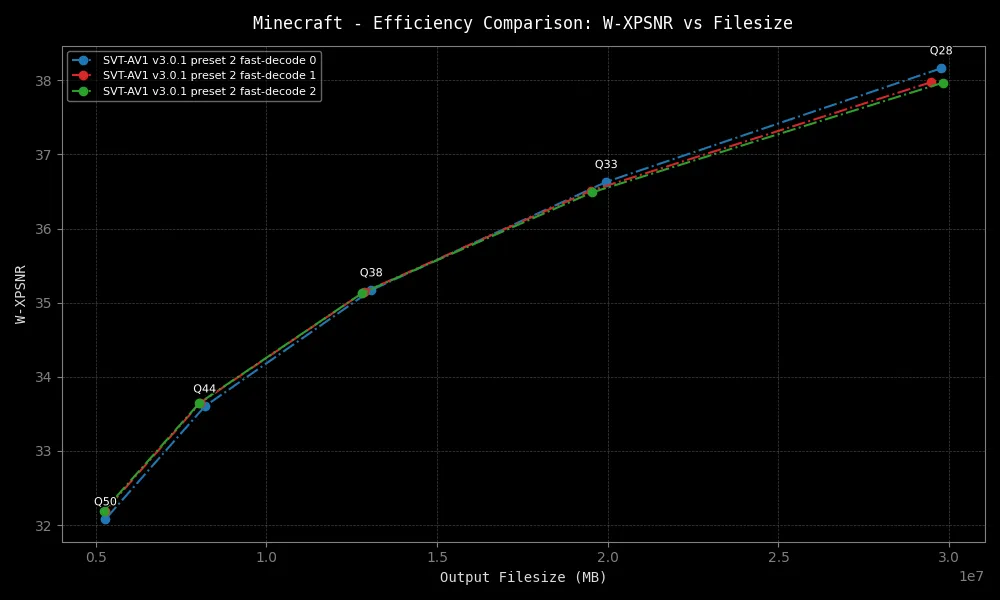 Minecraft - Efficiency Comparison: W-XPSNR vs Filesize
SVT-AV1 v3.0.1 preset 2 fast-decode 0
SVT-AV1 v3.0.1 preset 2 fast-decode 1
SVT-AV1 v3.0.1 preset 2 fast-decode 2
Q28
Q33
Q38
Q44
Q50
38
37
36
35
34
33
32
W-XPSNR
0.5 1.0 1.5 2.0 2.5 3.0
1e7
Output Filesize (MB)